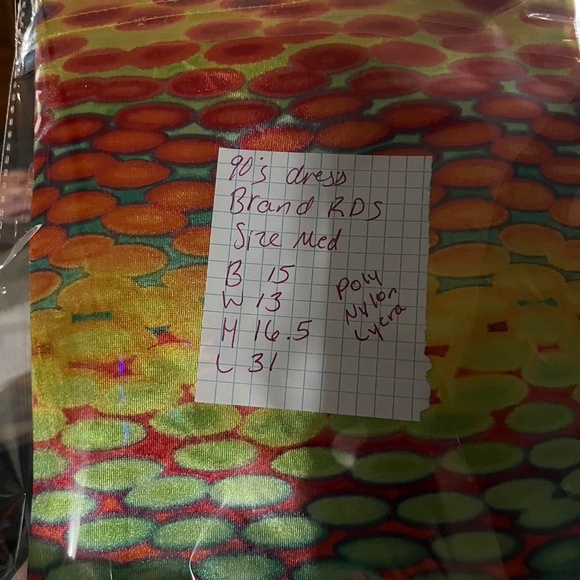 90's dress
Brand RDS
Size Med
B 15
W 13
H 16.5
L 31
Poly
Nylon
Lycra